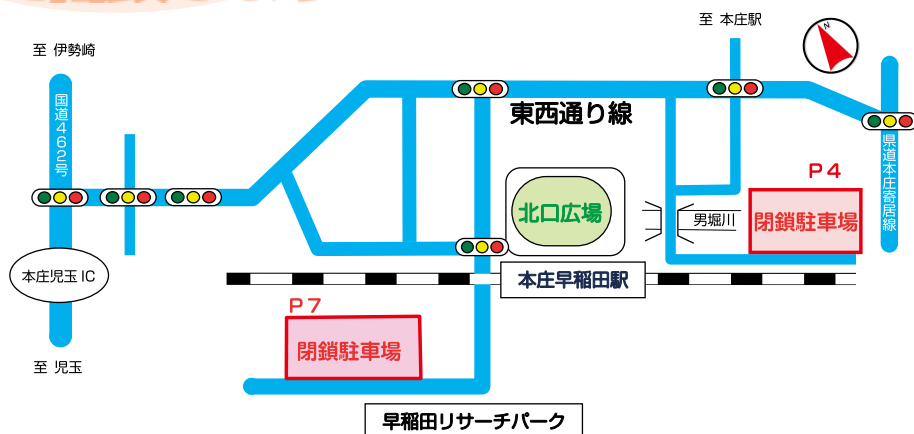 至 伊勢崎
至 本庄駅
N
国道462号
東西通り線
県道本庄寄居線
P4
閉鎖駐車場
北口広場
男堀川
本庄児玉IC
本庄早稲田駅
P7
閉鎖駐車場
至 児玉
早稲田リサーチパーク